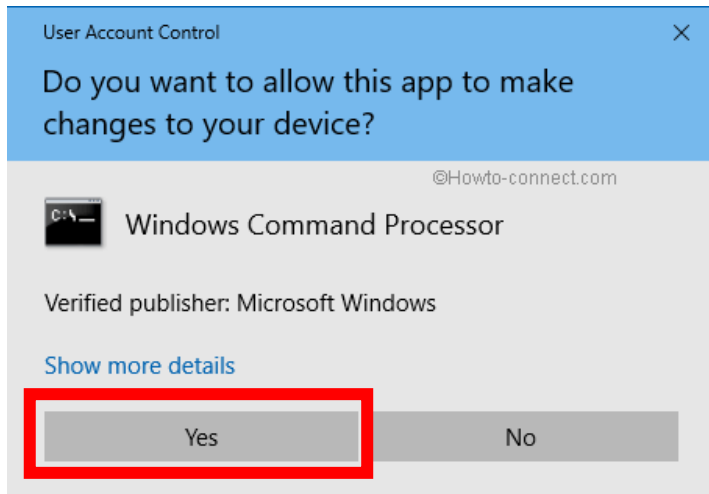 User Account Control
Do you want to allow this app to make
changes to your device?
©Howto-connect.com
C:\_
Windows Command Processor
Verified publisher: Microsoft Windows
Show more details
Yes No